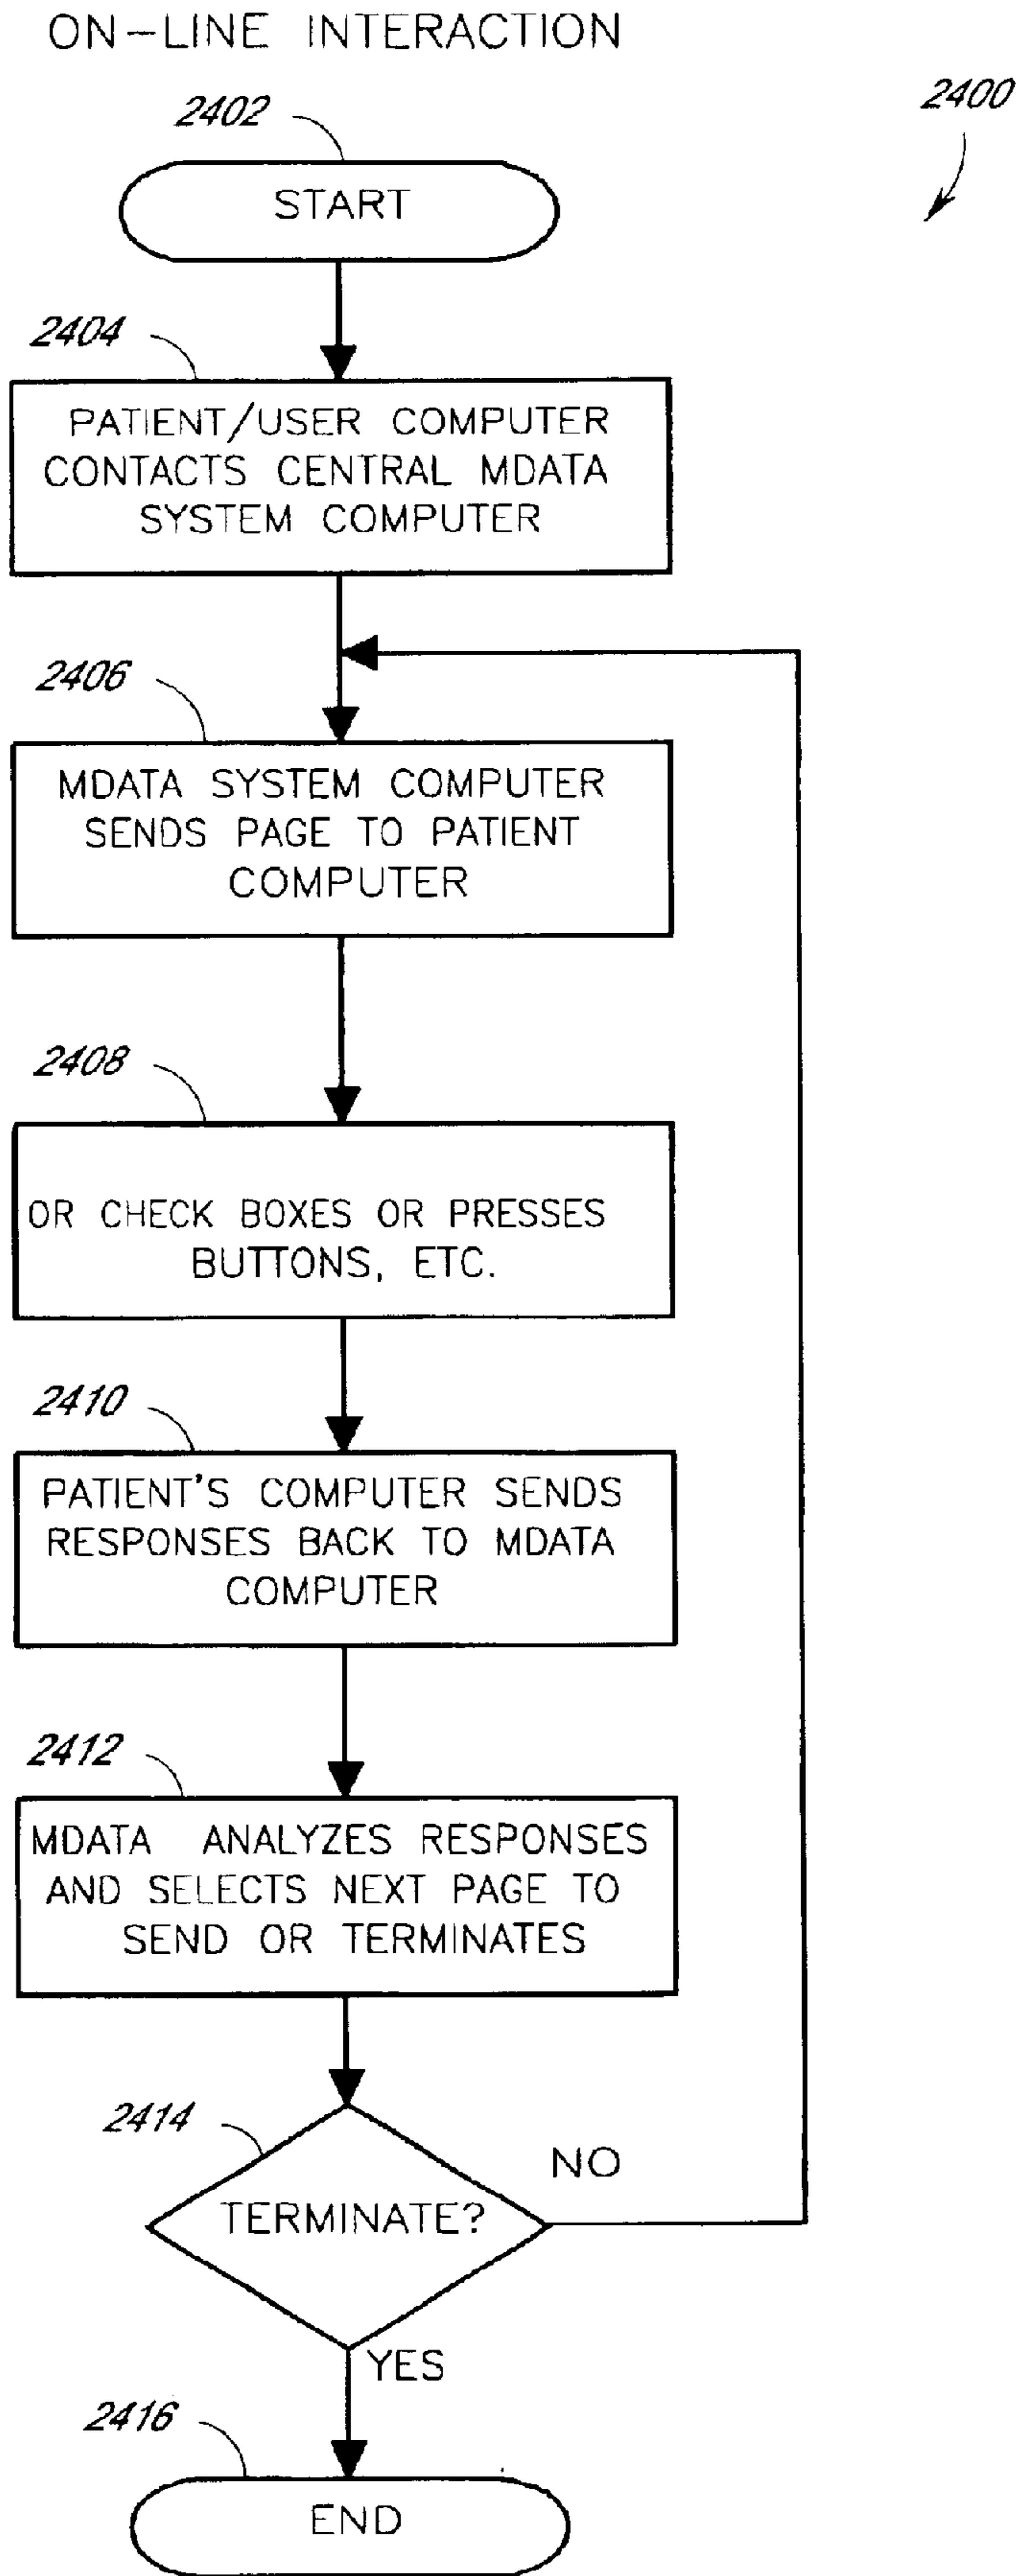 ON-LINE INTERACTION
2400
2402
START
2404
PATIENT/USER COMPUTER
CONTACTS CENTRAL MDATA
SYSTEM COMPUTER
2406
MDATA SYSTEM COMPUTER
SENDS PAGE TO PATIENT
COMPUTER
2408
OR CHECK BOXES OR PRESSES
BUTTONS, ETC.
2410
PATIENT'S COMPUTER SENDS
RESPONSES BACK TO MDATA
COMPUTER
2412
MDATA ANALYZES RESPONSES
AND SELECTS NEXT PAGE TO
SEND OR TERMINATES
2414
TERMINATE?
NO
YES
2416
END